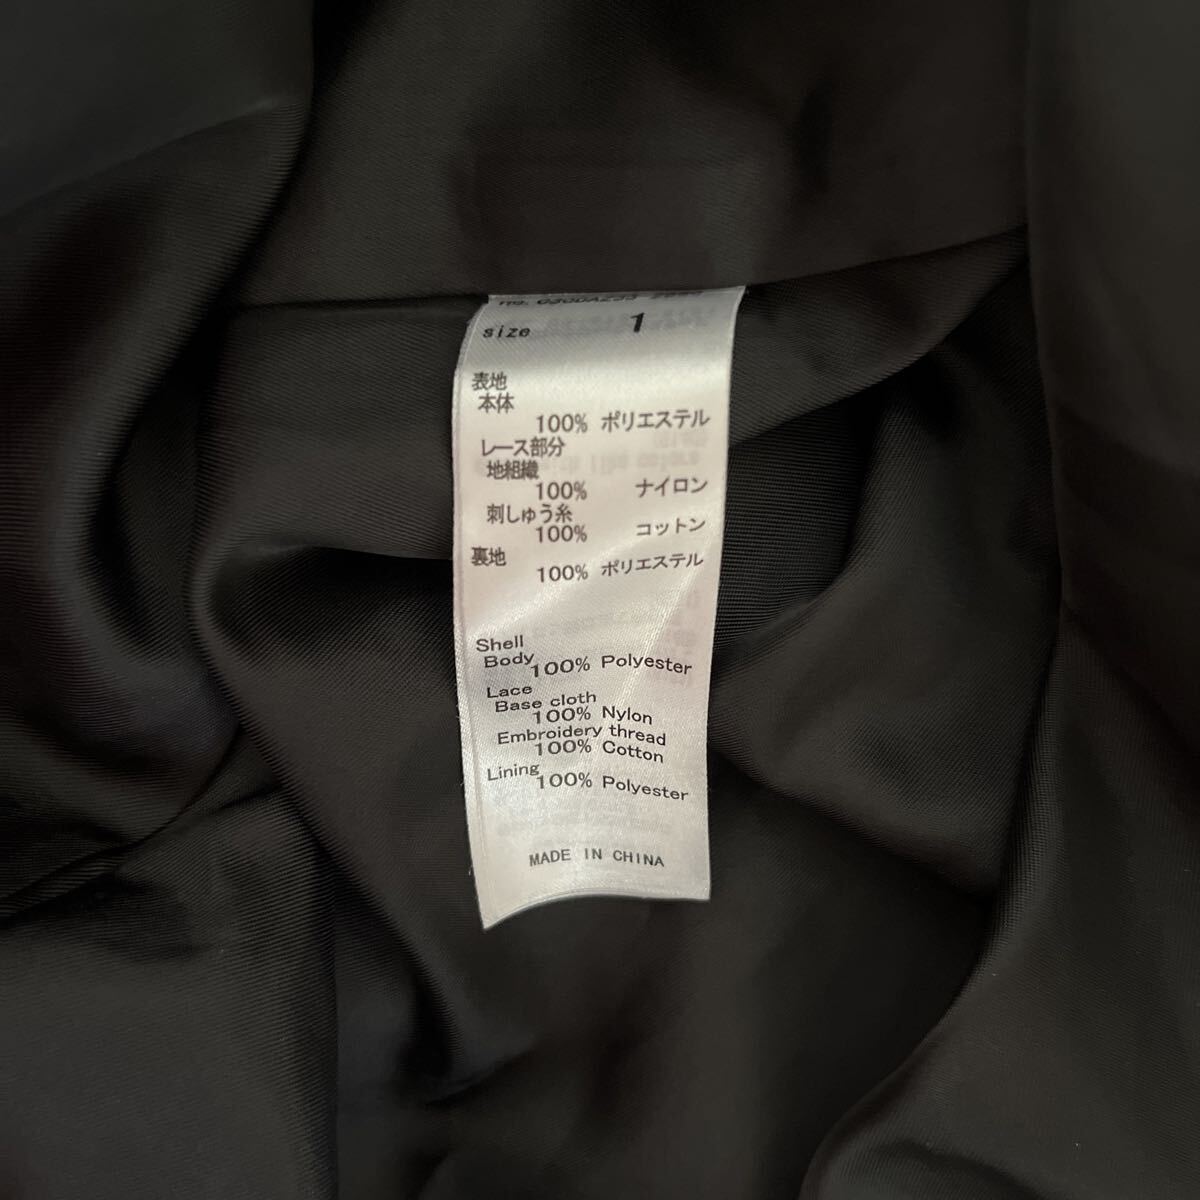 size 1
表地
本体
100% ポリエステル
レース部分
地組織
100% ナイロン
刺しゅう糸
100% コットン
裏地
100% ポリエステル
Shell
Body
100% Polyester
Lace
Base cloth
100% Nylon
Embroidery thread
100% Cotton
Lining
100% Polyester
MADE IN CHINA